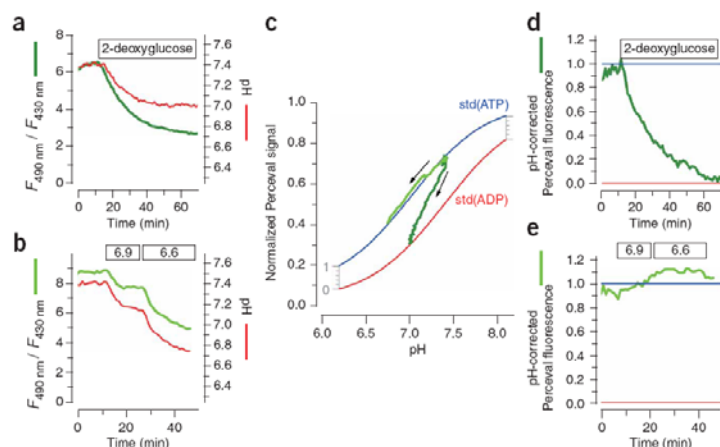 a
2-deoxyglucose
8
6
4
2
0
7.6
7.4
7.2
7.0
6.8
6.6
6.4
F490 nm / F430 nm
pH
0 20 40 60
Time (min)
b
6.9 6.6
8
6
4
2
0
7.6
7.4
7.2
7.0
6.8
6.6
6.4
F490 nm / F430 nm
pH
0 20 40
Time (min)
c
1.0
0.8
0.6
0.4
0.2
0.0
Normalized Perceval signal
std(ATP)
std(ADP)
1
0
6.0 6.5 7.0 7.5 8.0
pH
d
2-deoxyglucose
1.2
1.0
0.8
0.6
0.4
0.2
0.0
pH-corrected
Perceval fluorescence
0 20 40 60
Time (min)
e
6.9 6.6
1.2
1.0
0.8
0.6
0.4
0.2
0.0
pH-corrected
Perceval fluorescence
0 20 40
Time (min)